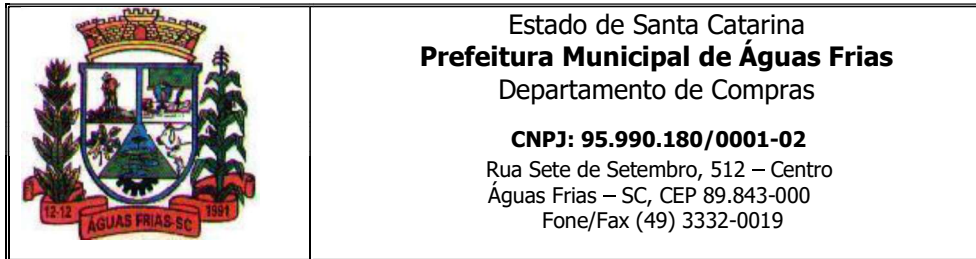 12-12
ÁGUAS FRIAS-SC
1991
Estado de Santa Catarina
Prefeitura Municipal de Águas Frias
Departamento de Compras
CNPJ: 95.990.180/0001-02
Rua Sete de Setembro, 512 – Centro
Águas Frias – SC, CEP 89.843-000
Fone/Fax (49) 3332-0019